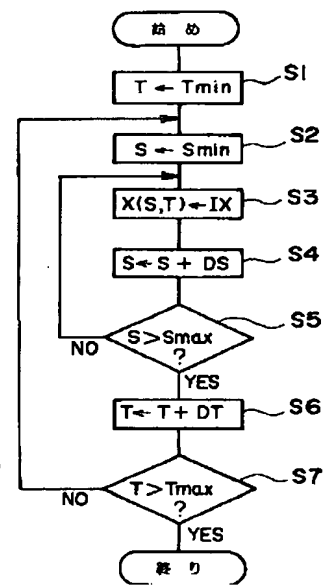 始め
T ← Tmin S1
S ← Smin S2
X(S,T)←IX S3
S← S + DS S4
S>Smax S5
?
NO
YES
T← T + DT S6
T>Tmax S7
?
NO
YES
終り